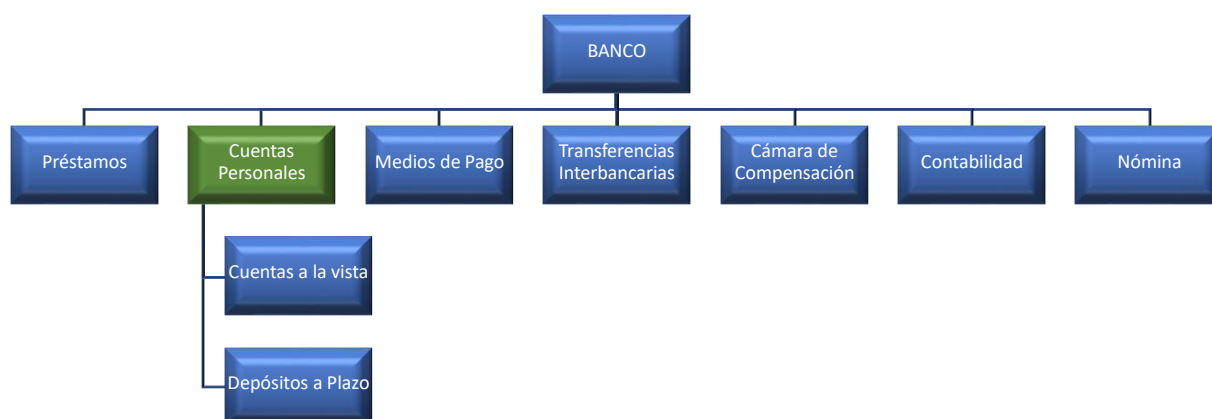 BANCO
Préstamos
Cuentas
Personales
Medios de Pago
Transferencias
Interbancarias
Cámara de
Compensación
Contabilidad
Nómina
Cuentas a la vista
Depósitos a Plazo